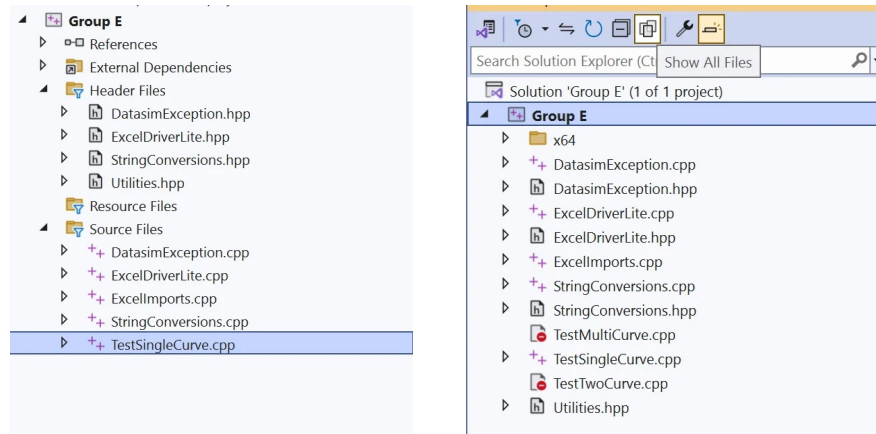 Group E
References
External Dependencies
Header Files
DatasimException.hpp
ExcelDriverLite.hpp
StringConversions.hpp
Utilities.hpp
Resource Files
Source Files
DatasimException.cpp
ExcelDriverLite.cpp
ExcelImports.cpp
StringConversions.cpp
TestSingleCurve.cpp
Search Solution Explorer (Ct
Show All Files
Solution 'Group E' (1 of 1 project)
Group E
x64
DatasimException.cpp
DatasimException.hpp
ExcelDriverLite.cpp
ExcelDriverLite.hpp
ExcelImports.cpp
StringConversions.cpp
StringConversions.hpp
TestMultiCurve.cpp
TestSingleCurve.cpp
TestTwoCurve.cpp
Utilities.hpp